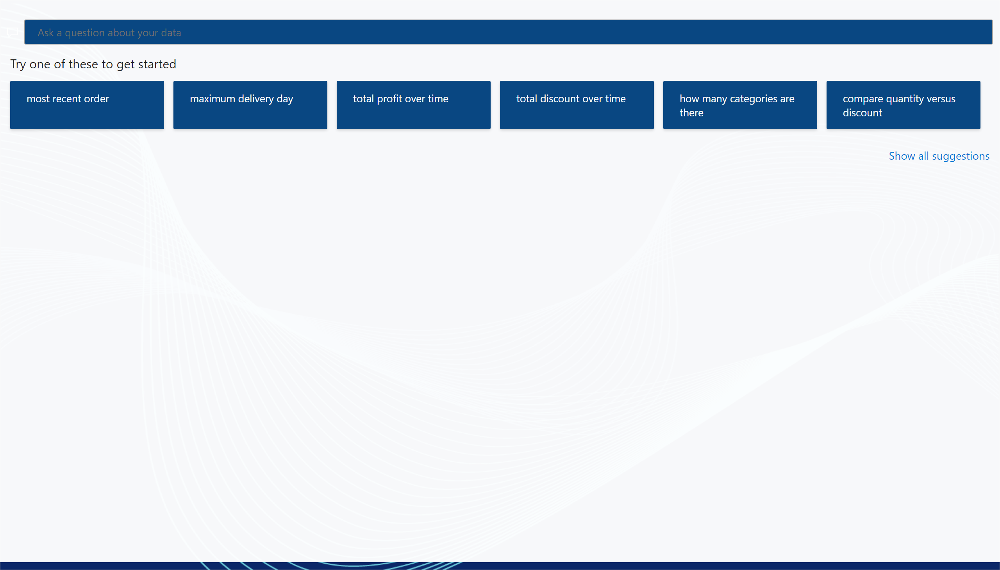 Ask a question about your data
Try one of these to get started
most recent order
maximum delivery day
total profit over time
total discount over time
how many categories are
there
compare quantity versus
discount
Show all suggestions